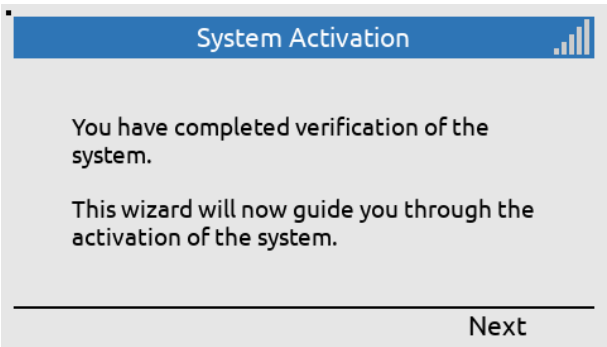 System Activation
You have completed verification of the
system.
This wizard will now guide you through the
activation of the system.
Next